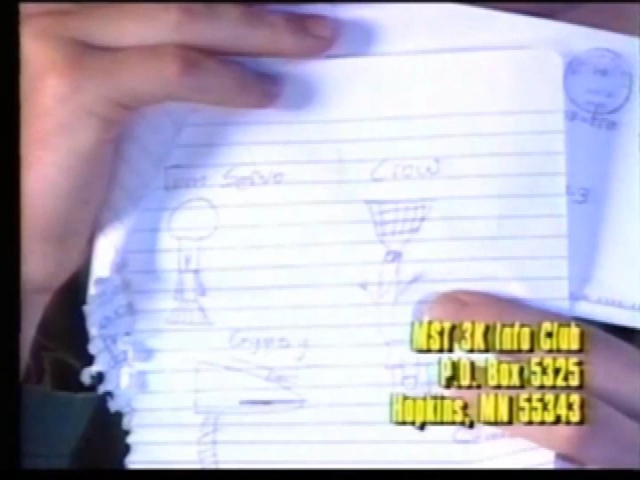 Tom Servo
Crow
Gypsy
MST 3K Info Club
P.O. Box 5325
Hopkins, MN 55343